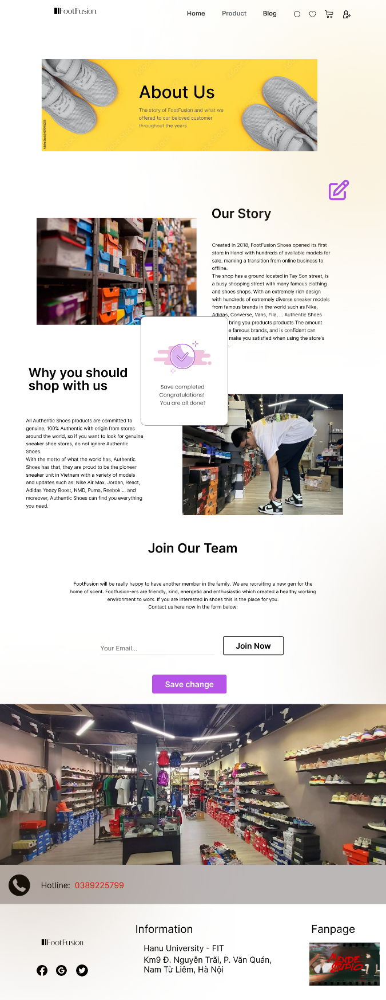 FootFusion
Home
Product
Blog
About Us
The story of FootFusion and what we
offered to our beloved customer
throughout the years
Our Story
Created in 2018, FootFusion Shoes opened its first
store in Hanoi with hundreds of available models for
sale, marking a transition from online business to
offline.
The shop has a ground located in Tay Son street, is
a busy shopping street with many famous clothing
and shoes shops. With an extremely rich design
with hundreds of extremely diverse sneaker models
from famous brands in the world such as Nike,
Adidas, Converse, Vans, Fila, ... Authentic Shoes
bring you products products The amount
famous brands, and is confident can
make you satisfied when using the store's
.
Save completed
Congratulations!
You are all done!
Why you should
shop with us
All Authentic Shoes products are committed to
genuine, 100% Authentic with origin from stores
around the world, so if you want to look for genuine
sneaker shoe stores, do not ignore Authentic
Shoes.
With the motto of what the world has, Authentic
Shoes has that, they are proud to be the pioneer
sneaker unit in Vietnam with a variety of models
and updates such as: Nike Air Max, Jordan, React,
Adidas Yeezy Boost, NMD, Puma, Reebok ... and
moreover, Authentic Shoes can find you everything
you need.
Join Our Team
FootFusion will be really happy to have another member in the family. We are recruiting a new gen for the
home of scent. Footfusion-ers are friendly, kind, energetic and enthusiastic which created a healthy working
environment to work. If you are interested in shoes this is the place for you.
Contact us here now in the form below:
Your Email...
Join Now
Save change
Hotline: 0389225799
FootFusion
Information
Hanu University - FIT
Km9 Đ. Nguyễn Trãi, P. Văn Quán,
Nam Từ Liêm, Hà Nội
Fanpage
MENDE
STUDIO